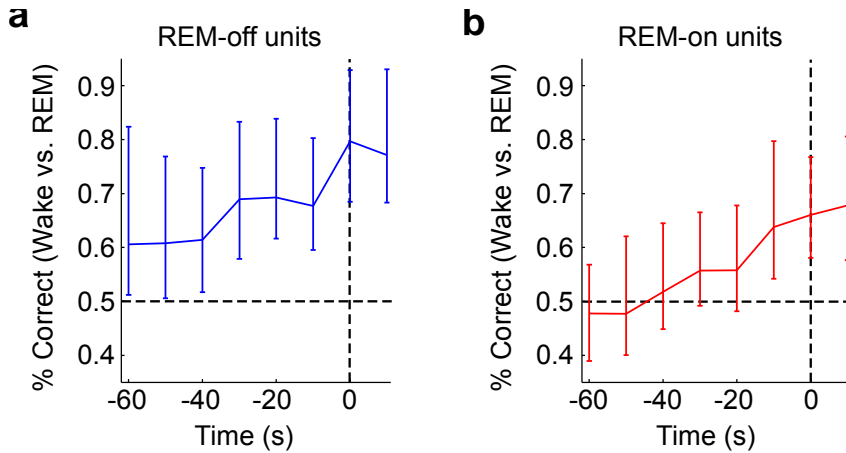 a
REM-off units
% Correct (Wake vs. REM)
0.9
0.8
0.7
0.6
0.5
0.4
-60
-40
-20
0
Time (s)
b
REM-on units
% Correct (Wake vs. REM)
0.9
0.8
0.7
0.6
0.5
0.4
-60
-40
-20
0
Time (s)